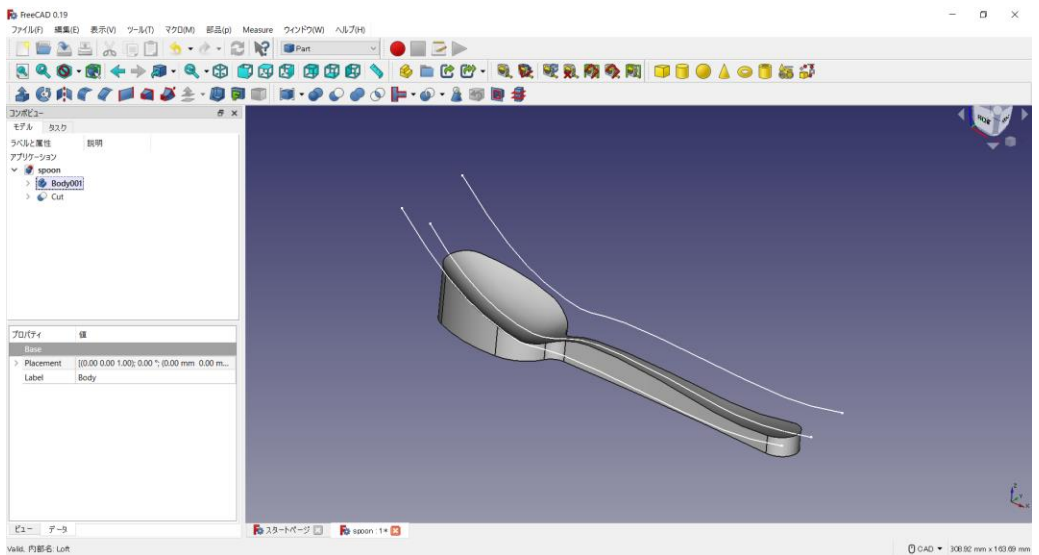 FreeCAD 0.19
ファイル(F) 編集(E) 表示(V) ツール(T) マクロ(M) 部品(p) Measure ウィンドウ(W) ヘルプ(H)
Part
コンボビュー
モデル タスク
ラベルと属性 説明
アプリケーション
spoon
Body001
Cut
プロパティ 値
Base
Placement [(0.00 0.00 1.00); 0.00 °; (0.00 mm 0.00 m...
Label Body
ビュー データ
スタートページ spoon : 1*
Valid, 内部名: Loft
CAD 308.92 mm x 163.69 mm